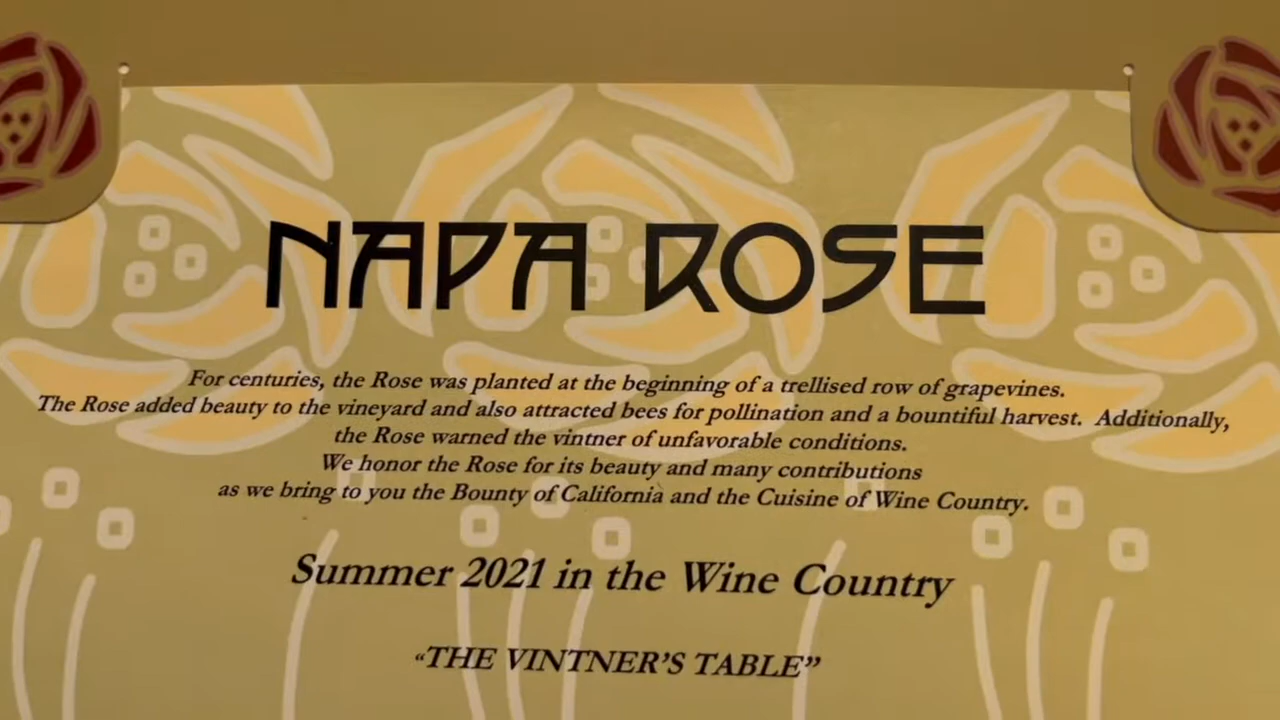 NAPA ROSE
For centuries, the Rose was planted at the beginning of a trellised row of grapevines.
The Rose added beauty to the vineyard and also attracted bees for pollination and a bountiful harvest. Additionally,
the Rose warned the vintner of unfavorable conditions.
We honor the Rose for its beauty and many contributions
as we bring to you the Bounty of California and the Cuisine of Wine Country.
Summer 2021 in the Wine Country
“THE VINTNER’S TABLE”